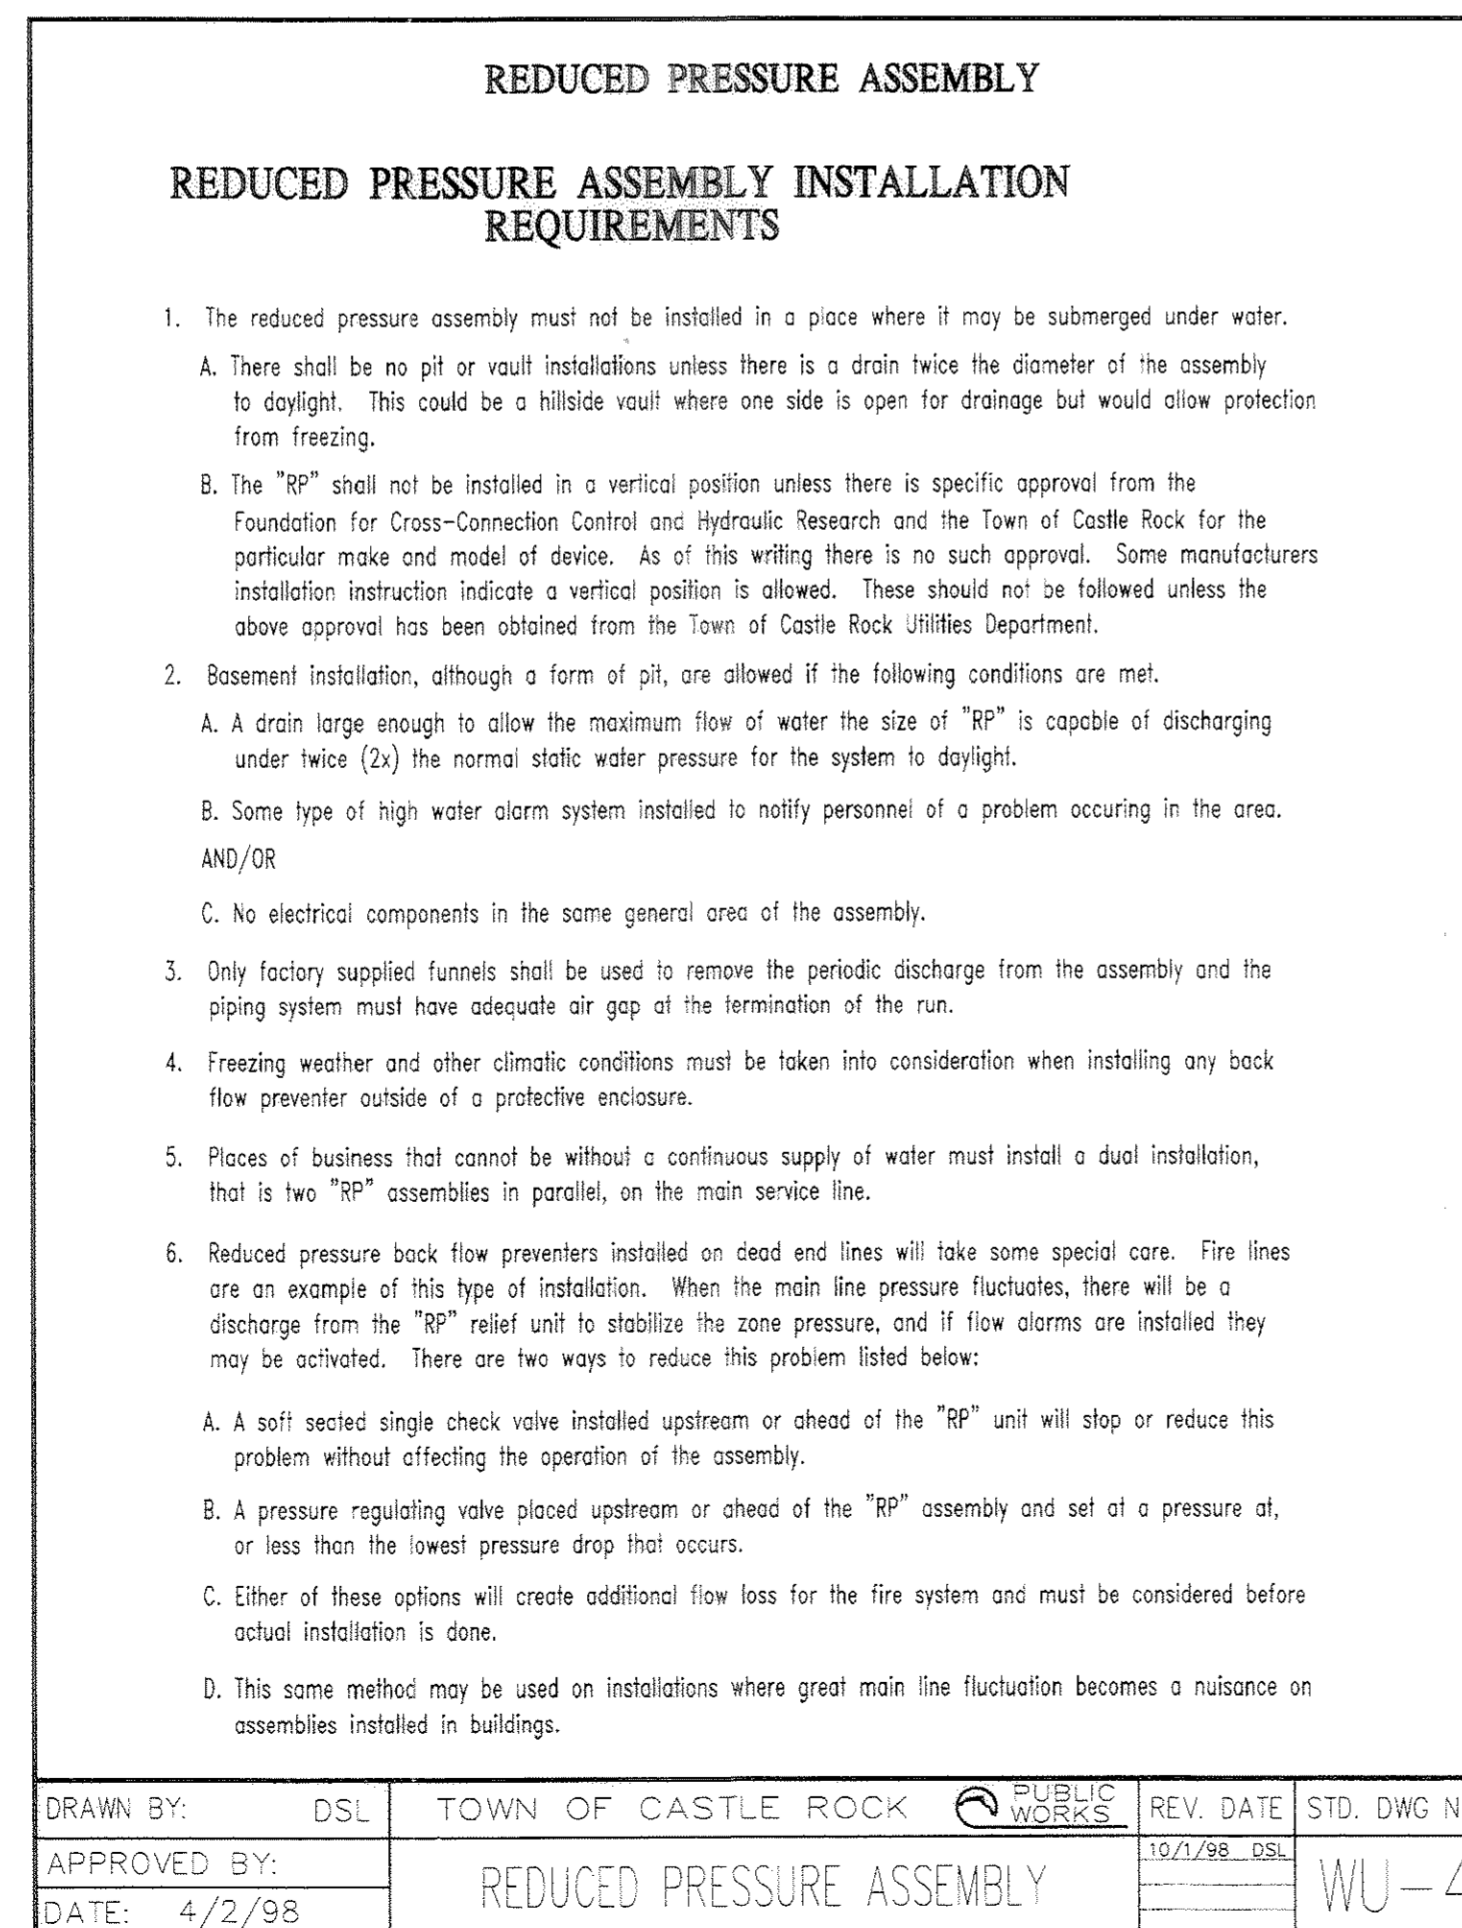 REDUCED PRESSURE ASSEMBLY
REDUCED PRESSURE ASSEMBLY INSTALLATION
REQUIREMENTS
1. The reduced pressure assembly must not be installed in a place where it may be submerged under water.
A. There shall be no pit or vault installations unless there is a drain twice the diameter of the assembly
to daylight. This could be a hillside vault where one side is open for drainage but would allow protection
from freezing.
B. The "RP" shall not be installed in a vertical position unless there is specific approval from the
Foundation for Cross-Connection Control and Hydraulic Research and the Town of Castle Rock for the
particular make and model of device. As of this writing there is no such approval. Some manufacturers
installation instruction indicate a vertical position is allowed. These should not be followed unless the
above approval has been obtained from the Town of Castle Rock Utilities Department.
2. Basement installation, although a form of pit, are allowed if the following conditions are met.
A. A drain large enough to allow the maximum flow of water the size of "RP" is capable of discharging
under twice (2x) the normal static water pressure for the system to daylight.
B. Some type of high water alarm system installed to notify personnel of a problem occuring in the area.
AND/OR
C. No electrical components in the same general area of the assembly.
3. Only factory supplied funnels shall be used to remove the periodic discharge from the assembly and the
piping system must have adequate air gap at the termination of the run.
4. Freezing weather and other climatic conditions must be taken into consideration when installing any back
flow preventer outside of a protective enclosure.
5. Places of business that cannot be without a continuous supply of water must install a dual installation,
that is two "RP" assemblies in parallel, on the main service line.
6. Reduced pressure back flow preventers installed on dead end lines will take some special care. Fire lines
are an example of this type of installation. When the main line pressure fluctuates, there will be a
discharge from the "RP" relief unit to stabilize the zone pressure, and if flow alarms are installed they
may be activated. There are two ways to reduce this problem listed below:
A. A soft seated single check valve installed upstream or ahead of the "RP" unit will stop or reduce this
problem without affecting the operation of the assembly.
B. A pressure regulating valve placed upstream or ahead of the "RP" assembly and set at a pressure at,
or less than the lowest pressure drop that occurs.
C. Either of these options will create additional flow loss for the fire system and must be considered before
actual installation is done.
D. This same method may be used on installations where great main line fluctuation becomes a nuisance on
assemblies installed in buildings.
DRAWN BY: DSL
TOWN OF CASTLE ROCK
PUBLIC
WORKS
REV. DATE
STD. DWG N
APPROVED BY:
10/1/98 DSL
REDUCED PRESSURE ASSEMBLY
WU-4
DATE: 4/2/98